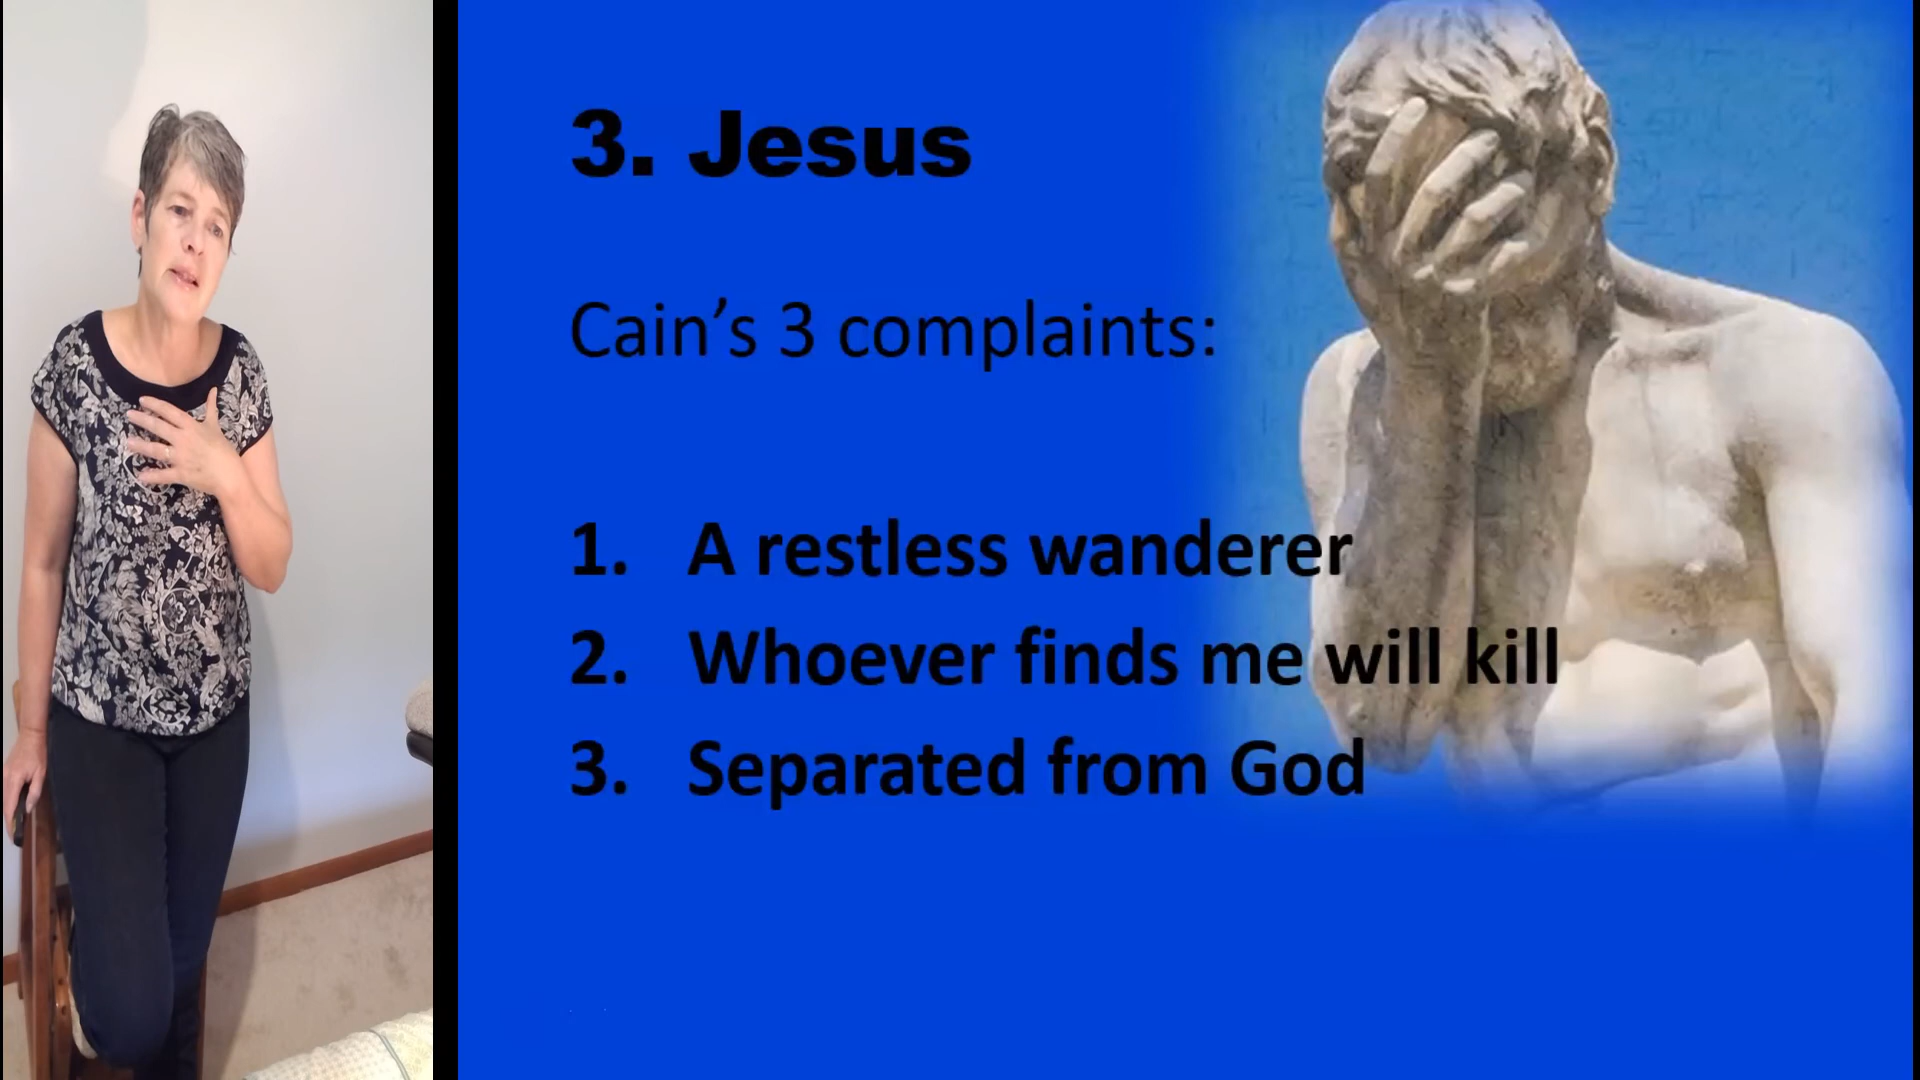 3. Jesus
Cain’s 3 complaints:
1. A restless wanderer
2. Whoever finds me will kill
3. Separated from God